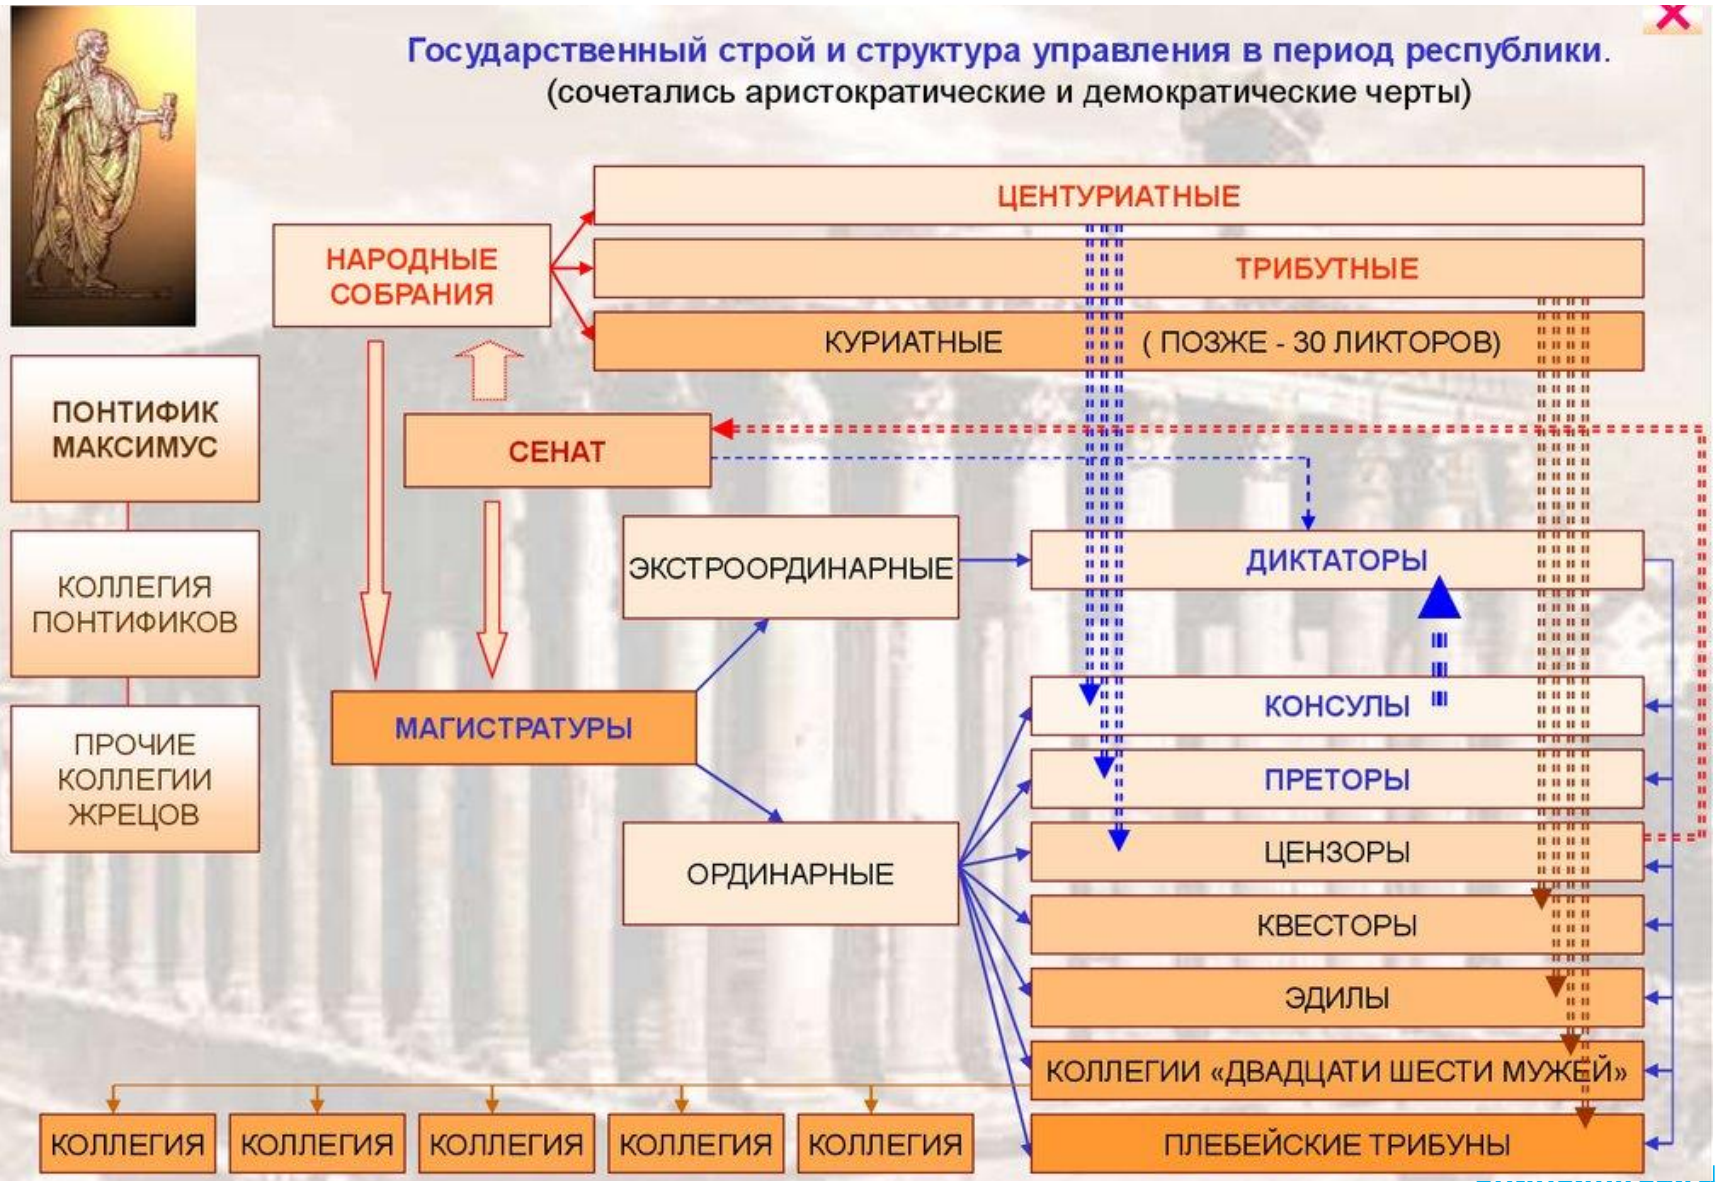 Государственный строй и структура управления в период республики.
(сочетались аристократические и демократические черты)
ЦЕНТУРИАТНЫЕ
НАРОДНЫЕ
СОБРАНИЯ
ТРИБУТНЫЕ
КУРИАТНЫЕ ( ПОЗЖЕ - 30 ЛИКТОРОВ)
ПОНТИФИК
МАКСИМУС
СЕНАТ
ЭКСТРООРДИНАРНЫЕ
ДИКТАТОРЫ
КОЛЛЕГИЯ
ПОНТИФИКОВ
МАГИСТРАТУРЫ
КОНСУЛЫ
ПРОЧИЕ
КОЛЛЕГИИ
ЖРЕЦОВ
ПРЕТОРЫ
ОРДИНАРНЫЕ
ЦЕНЗОРЫ
КВЕСТОРЫ
ЭДИЛЫ
КОЛЛЕГИИ «ДВАДЦАТИ ШЕСТИ МУЖЕЙ»
КОЛЛЕГИЯ
КОЛЛЕГИЯ
КОЛЛЕГИЯ
КОЛЛЕГИЯ
КОЛЛЕГИЯ
ПЛЕБЕЙСКИЕ ТРИБУНЫ